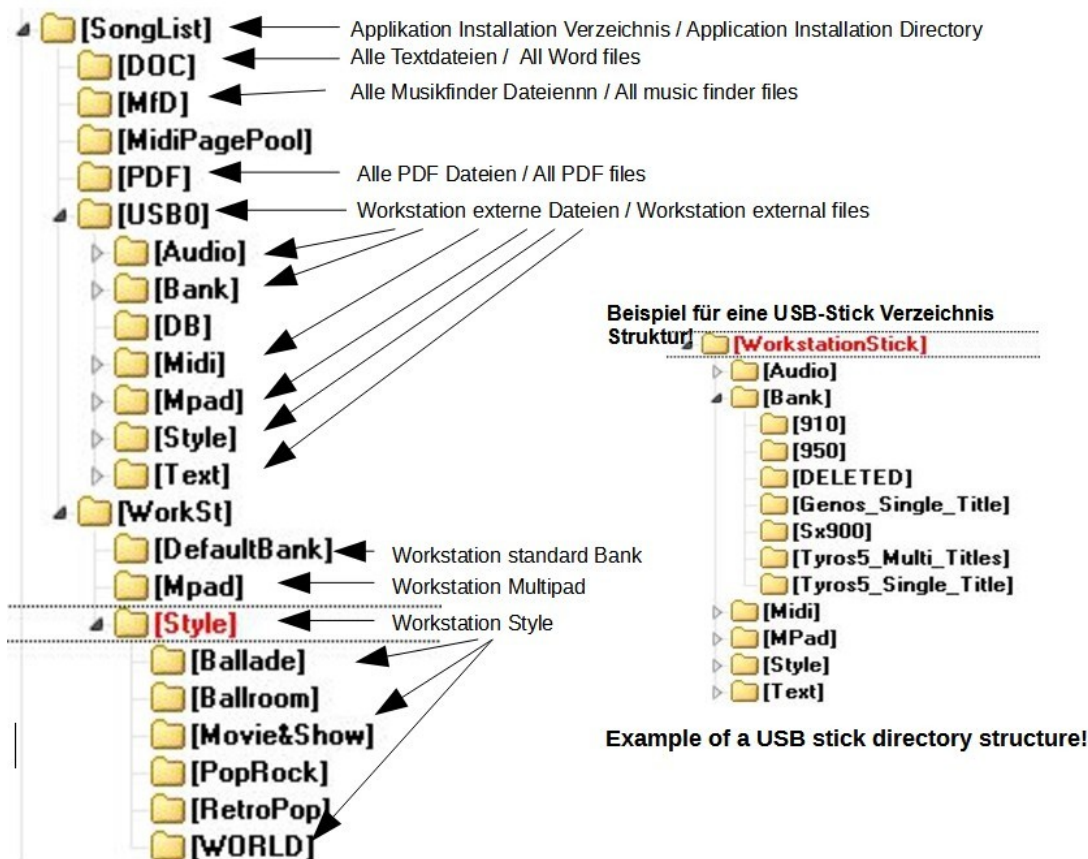 [SongList] Applikation Installation Verzeichnis / Application Installation Directory
[DOC] Alle Textdateien / All Word files
[MfD] Alle Musikfinder Dateiennn / All music finder files
[MidiPagePool]
[PDF] Alle PDF Dateien / All PDF files
[USB0] Workstation externe Dateien / Workstation external files
[Audio]
[Bank]
[DB]
[Midi]
[Mpad]
[Style]
[Text]
[WorkSt]
[DefaultBank] Workstation standard Bank
[Mpad] Workstation Multipad
[Style] Workstation Style
[Ballade]
[Ballroom]
[Movie&Show]
[PopRock]
[RetroPop]
[WORLD]
Beispiel für eine USB-Stick Verzeichnis
Struktur!
[WorkstationStick]
[Audio]
[Bank]
[910]
[950]
[DELETED]
[Genos_Single_Title]
[Sx900]
[Tyros5_Multi_Titles]
[Tyros5_Single_Title]
[Midi]
[MPad]
[Style]
[Text]
Example of a USB stick directory structure!